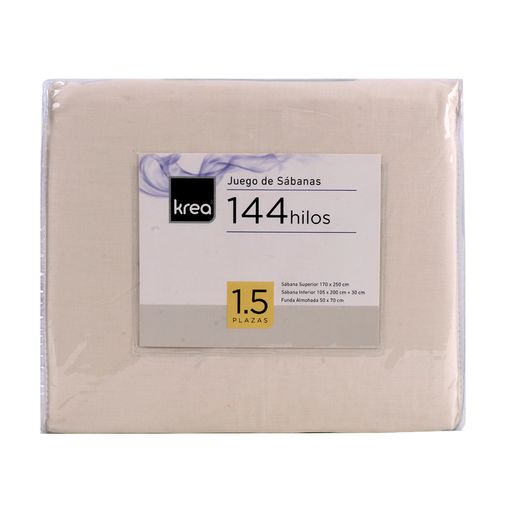 krea
Juego de Sábanas
144hilos
1.5
PLAZAS
Sábana Superior 170 x 250 cm
Sábana Inferior 105 x 200 cm + 30 cm
Funda Almohada 50 x 70 cm